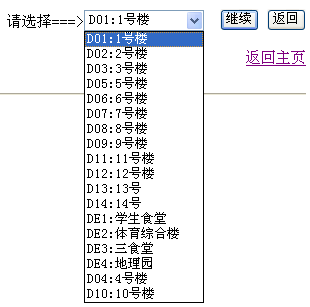 请选择===>D01:1号楼 继续 返回
返回主页
D01:1号楼
D02:2号楼
D03:3号楼
D05:5号楼
D06:6号楼
D07:7号楼
D08:8号楼
D09:9号楼
D11:11号楼
D12:12号楼
D13:13号
D14:14号
DE1:学生食堂
DE2:体育综合楼
DE3:三食堂
DE4:地理园
D04:4号楼
D10:10号楼